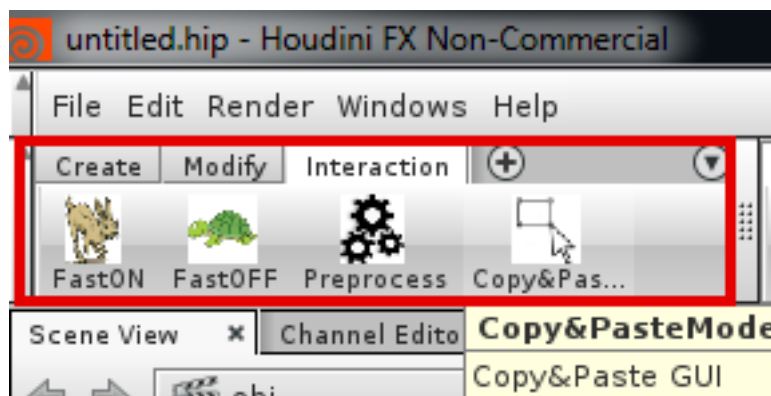 untitled.hip - Houdini FX Non-Commercial
File Edit Render Windows Help
Create Modify Interaction
FastON FastOFF Preprocess Copy&Pas...
Scene View Channel Edito Copy&PasteMode
obj Copy&Paste GUI